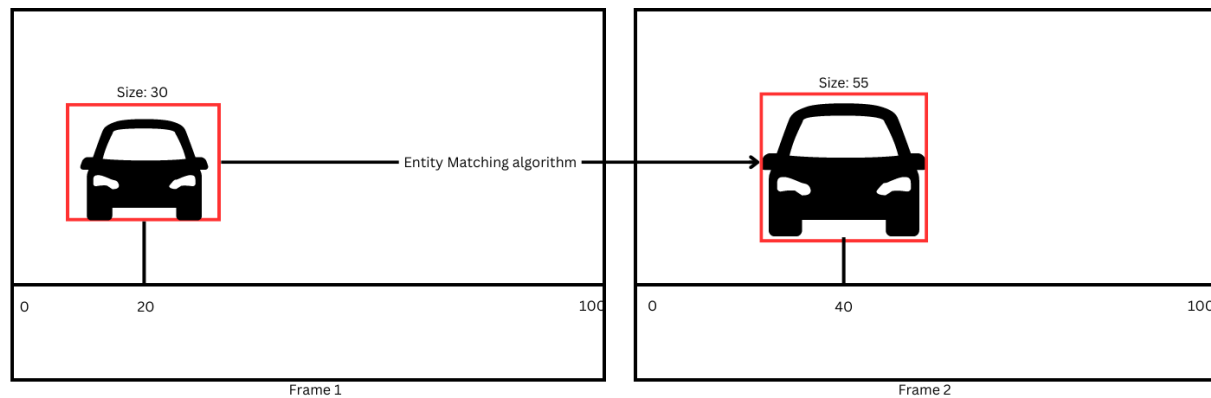 Size: 30
Size: 55
Entity Matching algorithm
0
20
100
0
40
100
Frame 1
Frame 2